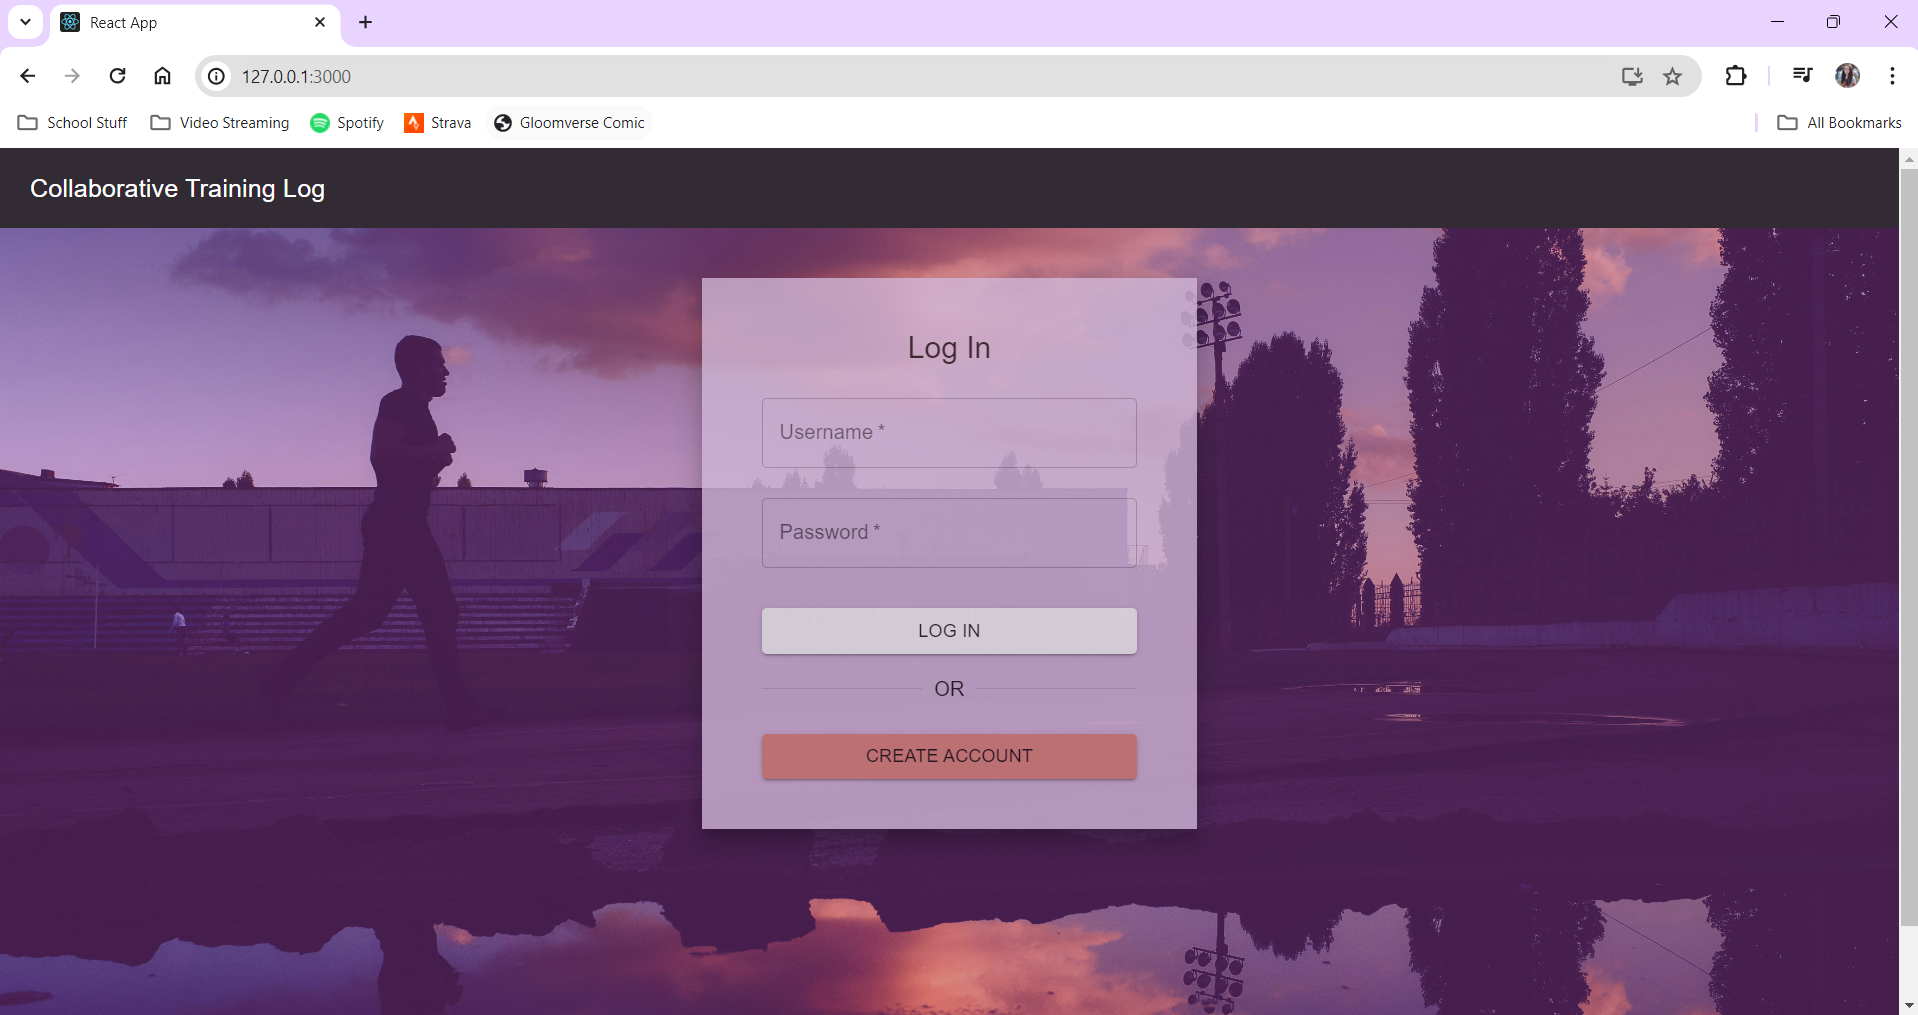 React App
127.0.0.1:3000
School Stuff Video Streaming Spotify Strava Gloomverse Comic All Bookmarks
Collaborative Training Log
Log In
Username *
Password *
LOG IN
OR
CREATE ACCOUNT